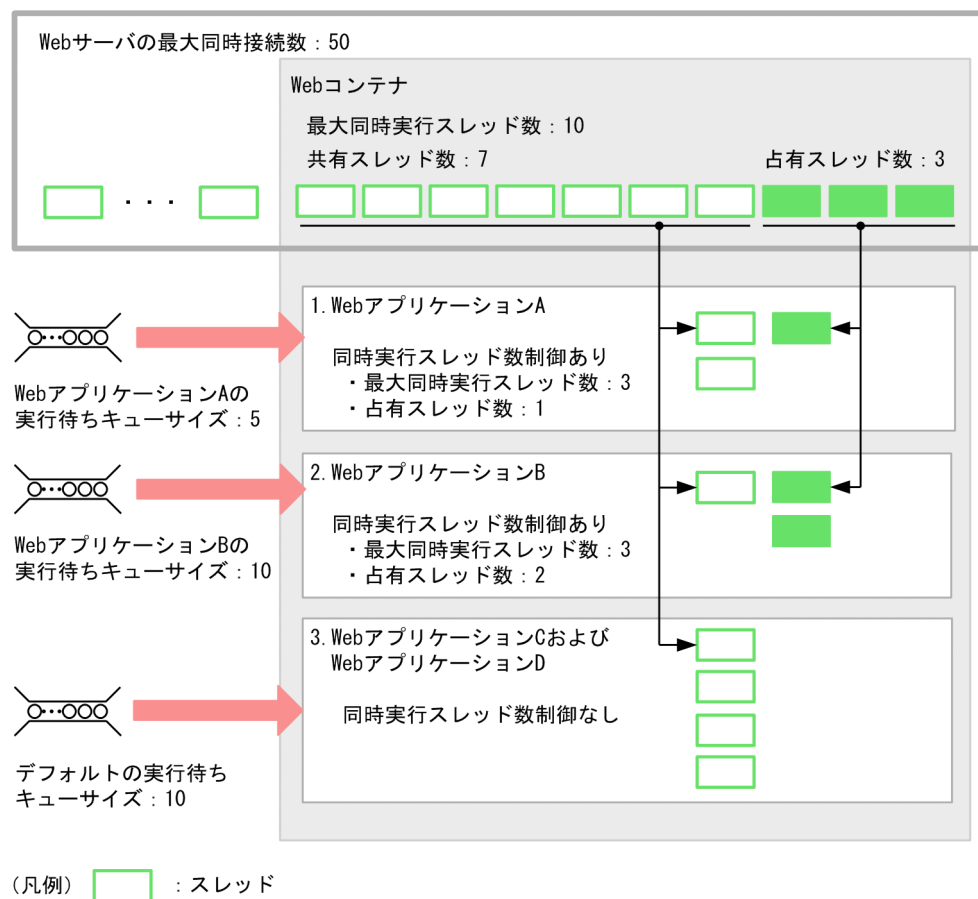 Webサーバの最大同時接続数:50
Webコンテナ
最大同時実行スレッド数:10
共有スレッド数:7
占有スレッド数:3
・・・
1.WebアプリケーションA
同時実行スレッド数制御あり
・最大同時実行スレッド数:3
・占有スレッド数:1
WebアプリケーションAの
実行待ちキューサイズ:5
2.WebアプリケーションB
同時実行スレッド数制御あり
・最大同時実行スレッド数:3
・占有スレッド数:2
WebアプリケーションBの
実行待ちキューサイズ:10
3.WebアプリケーションCおよび
WebアプリケーションD
同時実行スレッド数制御なし
デフォルトの実行待ち
キューサイズ:10
(凡例) :スレッド